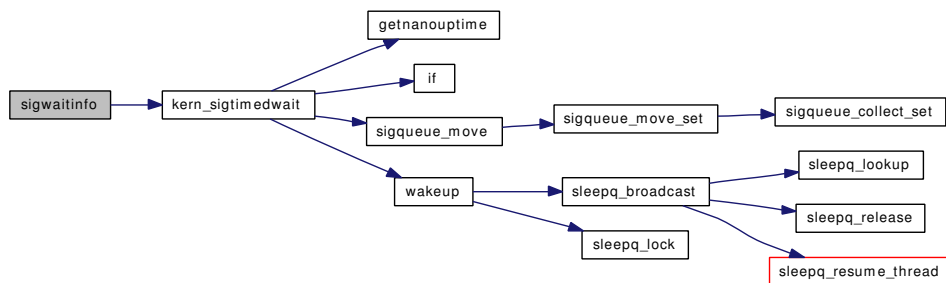 getnanouptime
if
sigwaitinfo
kern_sigtimedwait
sigqueue_move
sigqueue_move_set
sigqueue_collect_set
wakeup
sleepq_broadcast
sleepq_lookup
sleepq_release
sleepq_lock
sleepq_resume_thread